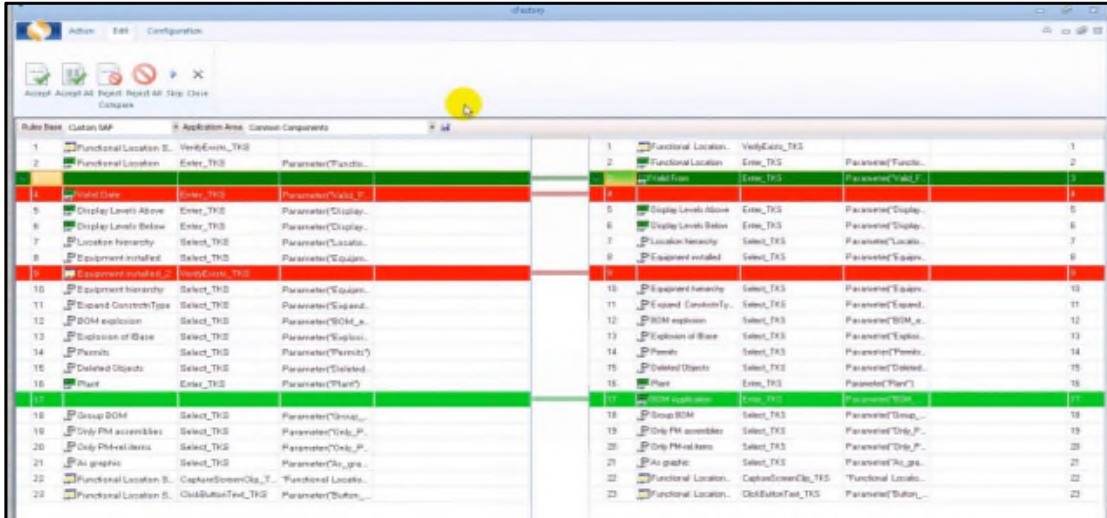 cFactory
Action Edit Configuration
Accept Accept All Reject Reject All Skip Close
Compare
Rules Base Custom SAP Application Area Common Components
1 Functional Location S.. VerifyExists_TKS 1 Functional Location.. VerifyExists_TKS 1
2 Functional Location Enter_TKS Parameter("Functio... 2 Functional Location Enter_TKS Parameter("Functio... 2
Valid From Enter_TKS Parameter("Valid_F... 3
4 Valid Date Enter_TKS Parameter("Valid_F... 4 4
5 Display Levels Above Enter_TKS Parameter("Display... 5 Display Levels Above Enter_TKS Parameter("Display... 5
6 Display Levels Below Enter_TKS Parameter("Display... 6 Display Levels Below Enter_TKS Parameter("Display... 6
7 Location hierarchy Select_TKS Parameter("Locatio... 7 Location hierarchy Select_TKS Parameter("Locatio... 7
8 Equipment installed Select_TKS Parameter("Equipm... 8 Equipment installed Select_TKS Parameter("Equipm... 8
9 Equipment installed_2 VerifyExists_TKS 9 9
10 Equipment hierarchy Select_TKS Parameter("Equipm... 10 Equipment hierarchy Select_TKS Parameter("Equipm... 10
11 Expand ConstrctnType Select_TKS Parameter("Expand... 11 Expand ConstrctnTy.. Select_TKS Parameter("Expand... 11
12 BOM explosion Select_TKS Parameter("BOM_e... 12 BOM explosion Select_TKS Parameter("BOM_e... 12
13 Explosion of IBase Select_TKS Parameter("Explosi... 13 Explosion of IBase Select_TKS Parameter("Explosi... 13
14 Permits Select_TKS Parameter("Permits") 14 Permits Select_TKS Parameter("Permits... 14
15 Deleted Objects Select_TKS Parameter("Deleted... 15 Deleted Objects Select_TKS Parameter("Deleted... 15
16 Plant Enter_TKS Parameter("Plant") 16 Plant Enter_TKS Parameter("Plant") 16
17 17 BOM Application Enter_TKS Parameter("BOM_... 17
18 Group BOM Select_TKS Parameter("Group_... 18 Group BOM Select_TKS Parameter("Group_... 18
19 Only PM assemblies Select_TKS Parameter("Only_P... 19 Only PM assemblies Select_TKS Parameter("Only_P... 19
20 Only PM-rel.items Select_TKS Parameter("Only_P... 20 Only PM-rel.items Select_TKS Parameter("Only_P... 20
21 As graphic Select_TKS Parameter("As_gra... 21 As graphic Select_TKS Parameter("As_gra... 21
22 Functional Location S.. CaptureScreenClip_T... "Functional Locatio... 22 Functional Location.. CaptureScreenClip_TKS "Functional Locatio... 22
23 Functional Location S.. ClickButtonText_TKS Parameter("Button_... 23 Functional Location.. ClickButtonText_TKS Parameter("Button_... 23